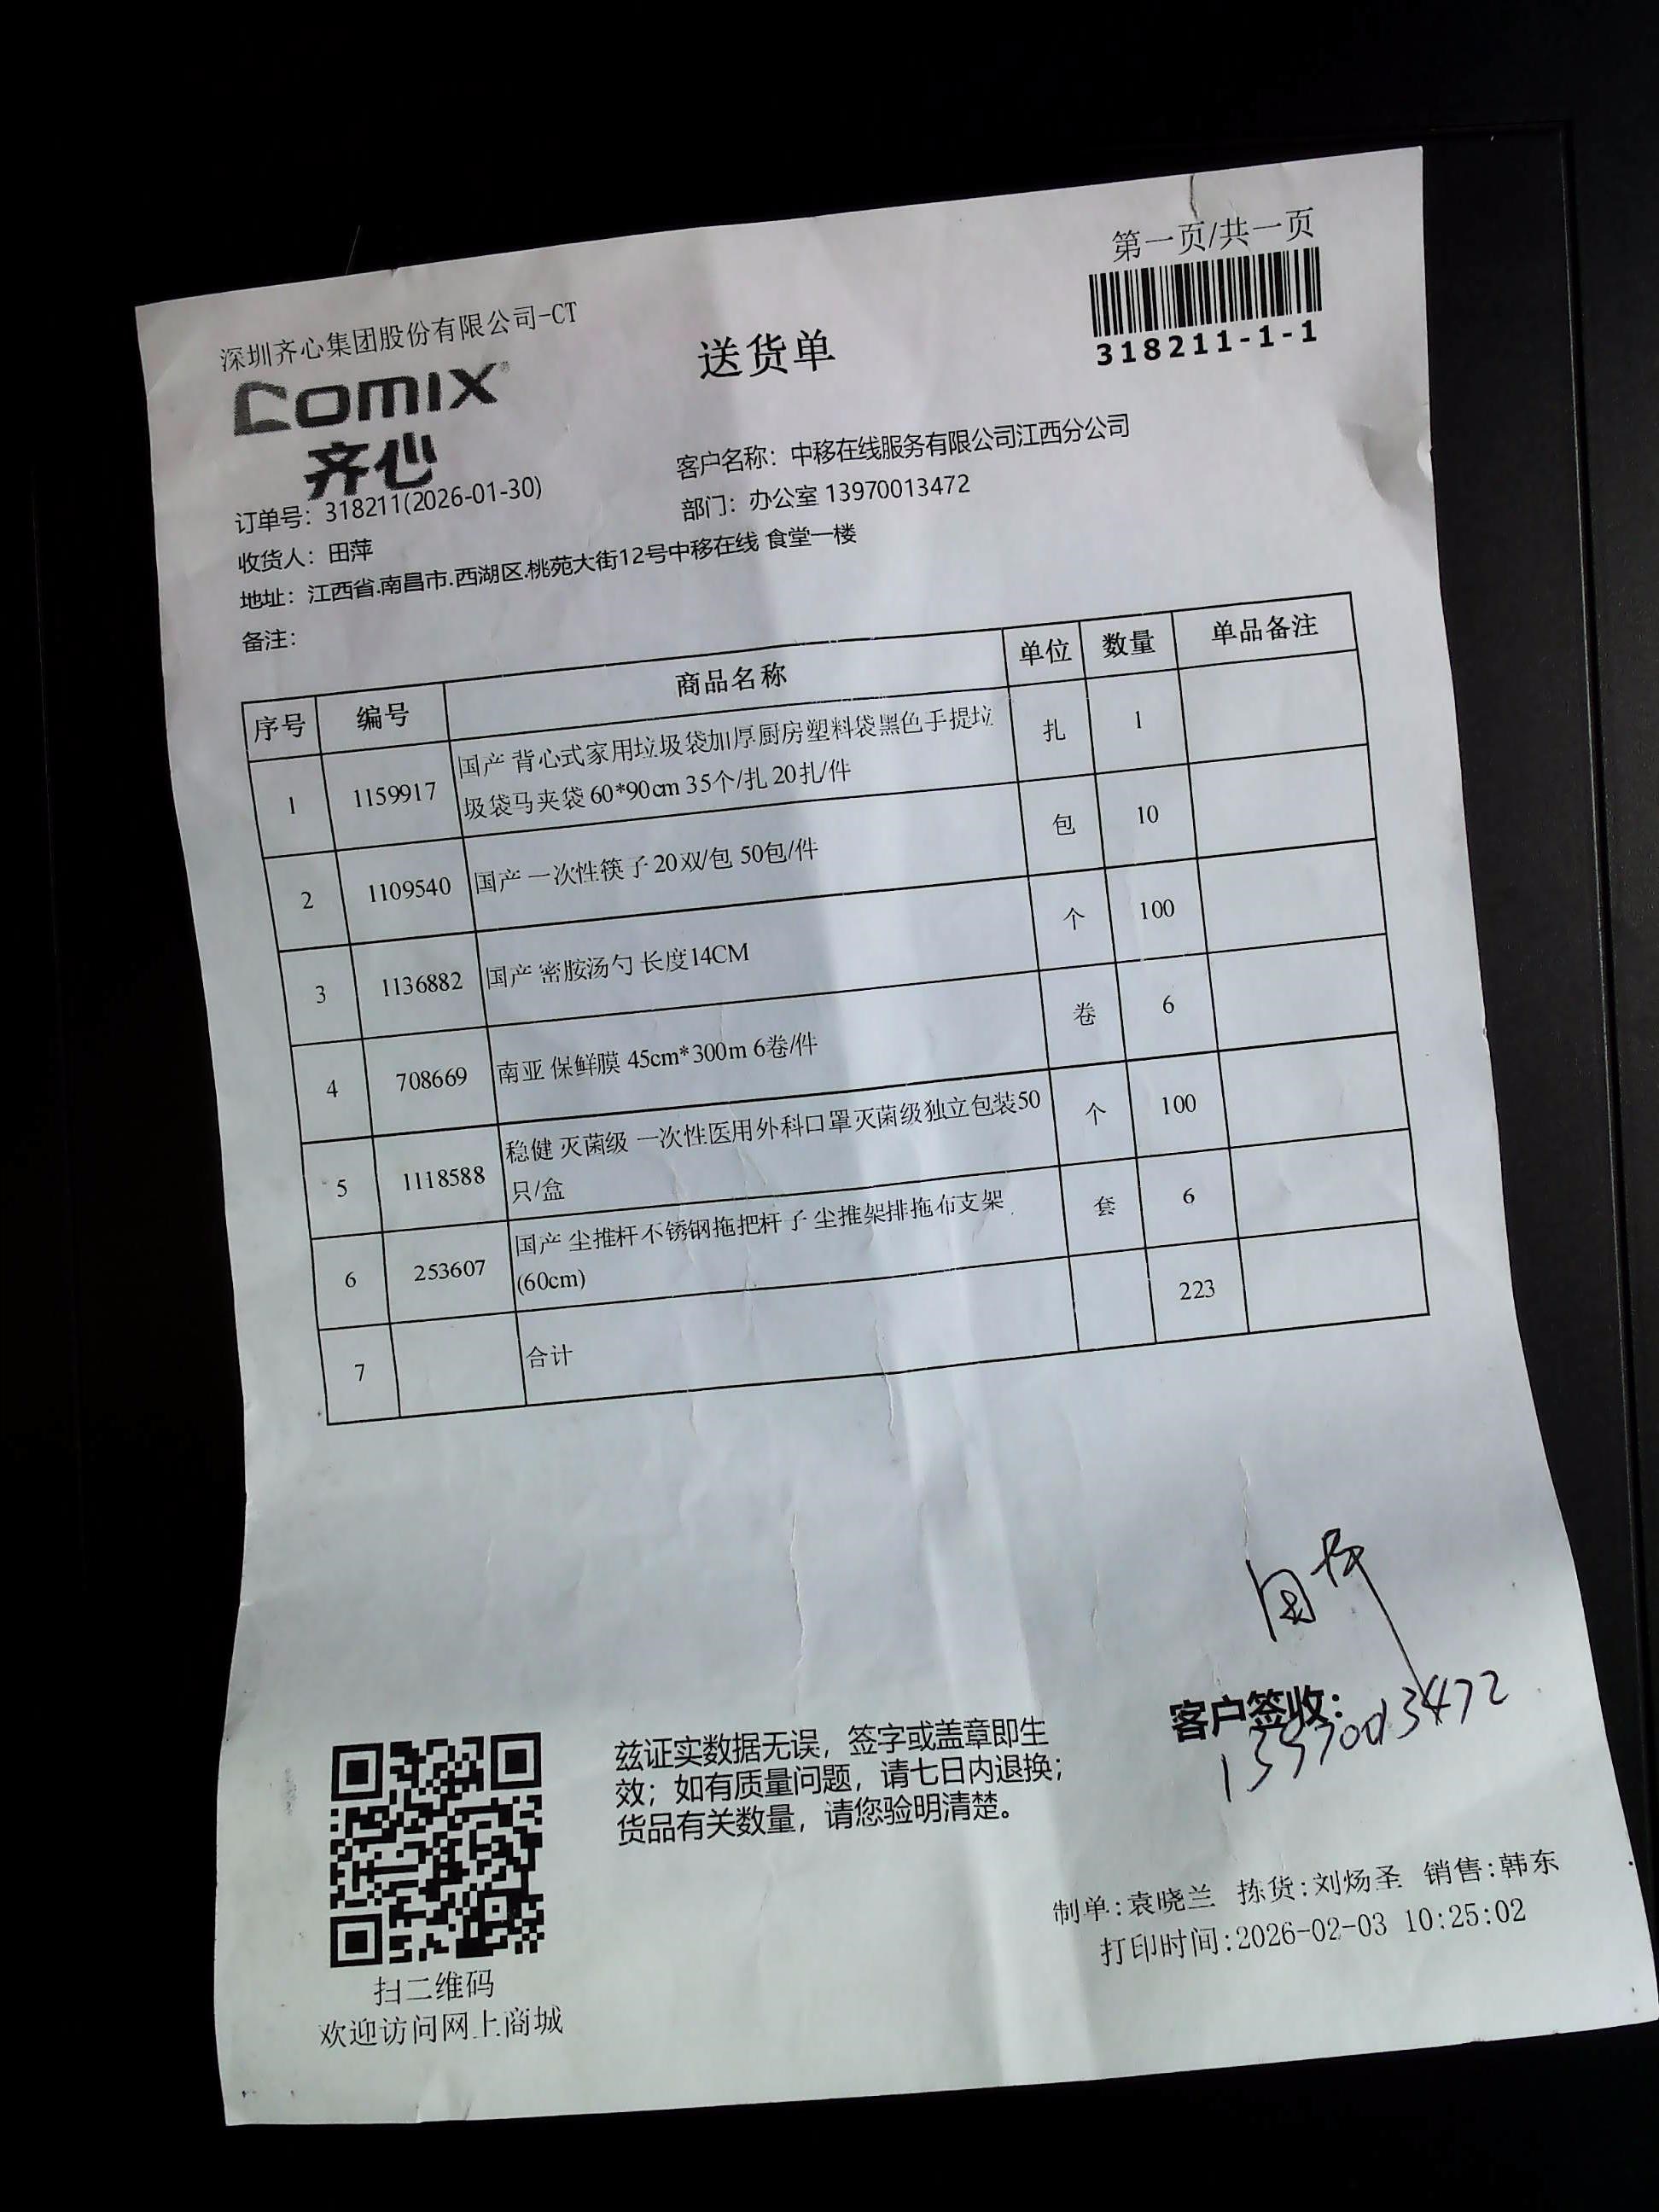 第一页/共一页
318211-1-1
深圳齐心集团股份有限公司-CT
comix
齐心
送货单
订单号：318211(2026-01-30)
客户名称：中移在线服务有限公司江西分公司
收货人：田萍
部门：办公室 13970013472
地址：江西省.南昌市.西湖区.桃苑大街12号中移在线 食堂一楼
备注：
序号 编号 商品名称 单位 数量 单品备注
1 1159917 国产 背心式家用垃圾袋加厚厨房塑料袋黑色手提垃 扎 1
圾袋马夹袋 60*90cm 35个/扎 20扎/件
2 1109540 国产 一次性筷子 20双/包 50包/件 包 10
3 1136882 国产 密胺汤勺 长度14CM 个 100
4 708669 南亚 保鲜膜 45cm*300m 6卷/件 卷 6
5 1118588 稳健 灭菌级 一次性医用外科口罩灭菌级独立包装50 个 100
只/盒
6 253607 国产 尘推杆不锈钢拖把杆子 尘推架排拖布支架 套 6
(60cm)
7 合计 223
客户签收：
13970013472
兹证实数据无误，签字或盖章即生
效；如有质量问题，请七日内退换；
货品有关数量，请您验明清楚。
制单:袁晓兰 拣货:刘炀圣 销售:韩东
打印时间:2026-02-03 10:25:02
扫二维码
欢迎访问网上商城